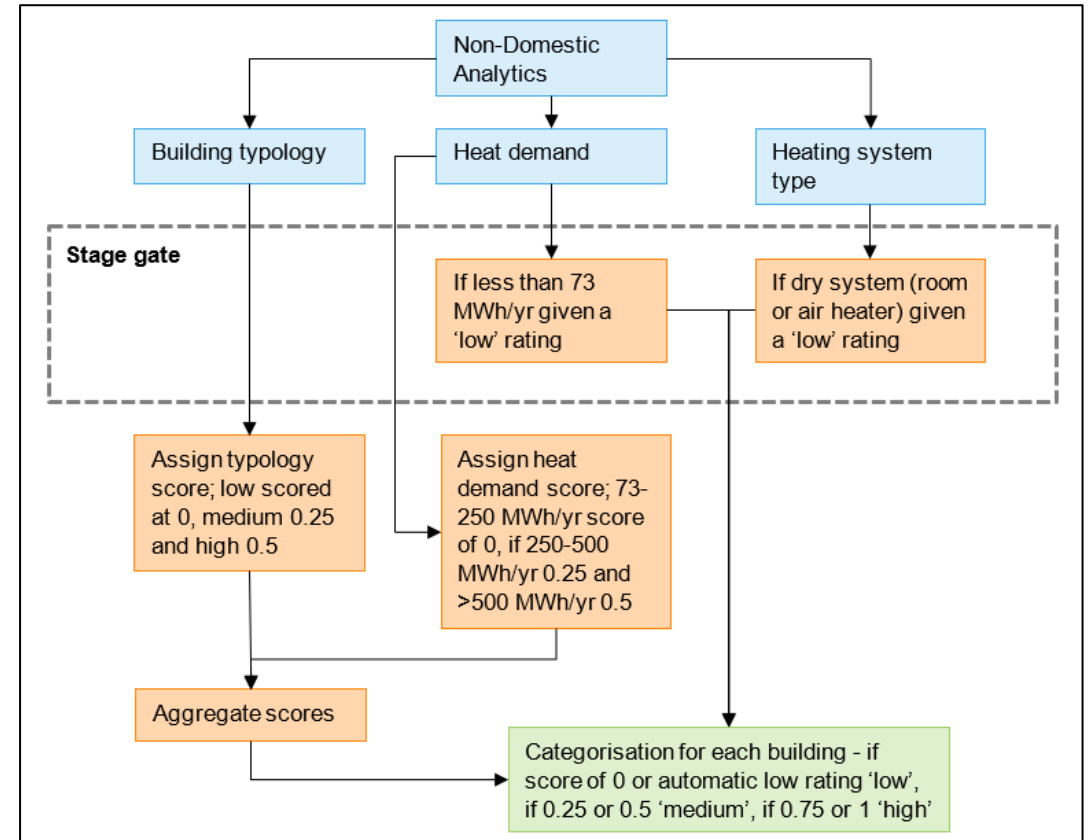 Non-Domestic
Analytics
Building typology
Heat demand
Heating system
type
Stage gate
If less than 73
MWh/yr given a
‘low’ rating
If dry system (room
or air heater) given
a ‘low’ rating
Assign typology
score; low scored
at 0, medium 0.25
and high 0.5
Assign heat
demand score; 73-
250 MWh/yr score
of 0, if 250-500
MWh/yr 0.25 and
>500 MWh/yr 0.5
Aggregate scores
Categorisation for each building - if
score of 0 or automatic low rating ‘low’,
if 0.25 or 0.5 ‘medium’, if 0.75 or 1 ‘high’